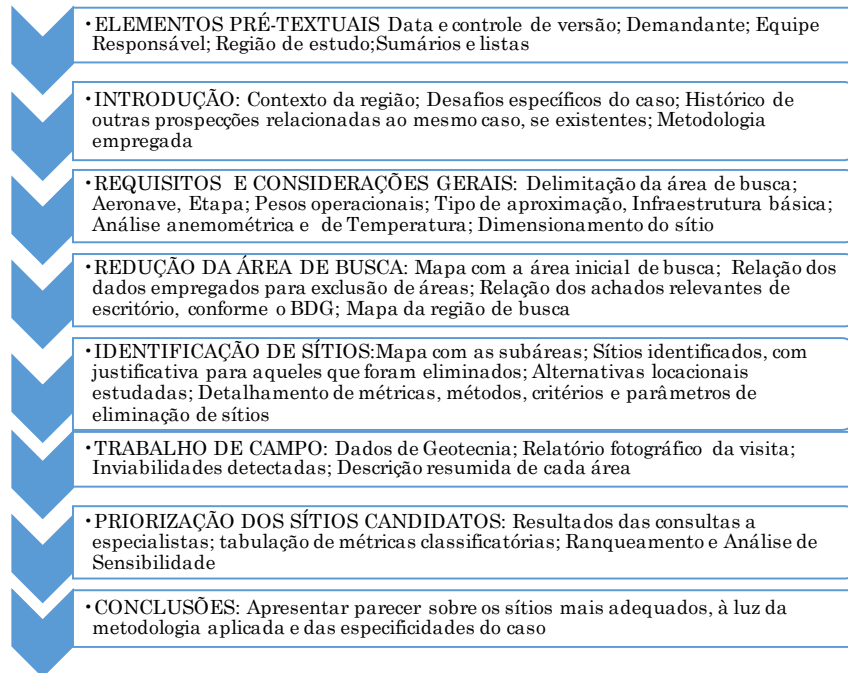 •ELEMENTOS PRÉ-TEXTUAIS Data e controle de versão; Demandante; Equipe
Responsável; Região de estudo;Sumários e listas
•INTRODUÇÃO: Contexto da região; Desafios específicos do caso; Histórico de
outras prospecções relacionadas ao mesmo caso, se existentes; Metodologia
empregada
•REQUISITOS E CONSIDERAÇÕES GERAIS: Delimitação da área de busca;
Aeronave, Etapa; Pesos operacionais; Tipo de aproximação, Infraestrutura básica;
Análise anemométrica e de Temperatura; Dimensionamento do sítio
•REDUÇÃO DA ÁREA DE BUSCA: Mapa com a área inicial de busca; Relação dos
dados empregados para exclusão de áreas; Relação dos achados relevantes de
escritório, conforme o BDG; Mapa da região de busca
•IDENTIFICAÇÃO DE SÍTIOS:Mapa com as subáreas; Sítios identificados, com
justificativa para aqueles que foram eliminados; Alternativas locacionais
estudadas; Detalhamento de métricas, métodos, critérios e parâmetros de
eliminação de sítios
•TRABALHO DE CAMPO: Dados de Geotecnia; Relatório fotográfico da visita;
Inviabilidades detectadas; Descrição resumida de cada área
•PRIORIZAÇÃO DOS SÍTIOS CANDIDATOS: Resultados das consultas a
especialistas; tabulação de métricas classificatórias; Ranqueamento e Análise de
Sensibilidade
•CONCLUSÕES: Apresentar parecer sobre os sítios mais adequados, à luz da
metodologia aplicada e das especificidades do caso